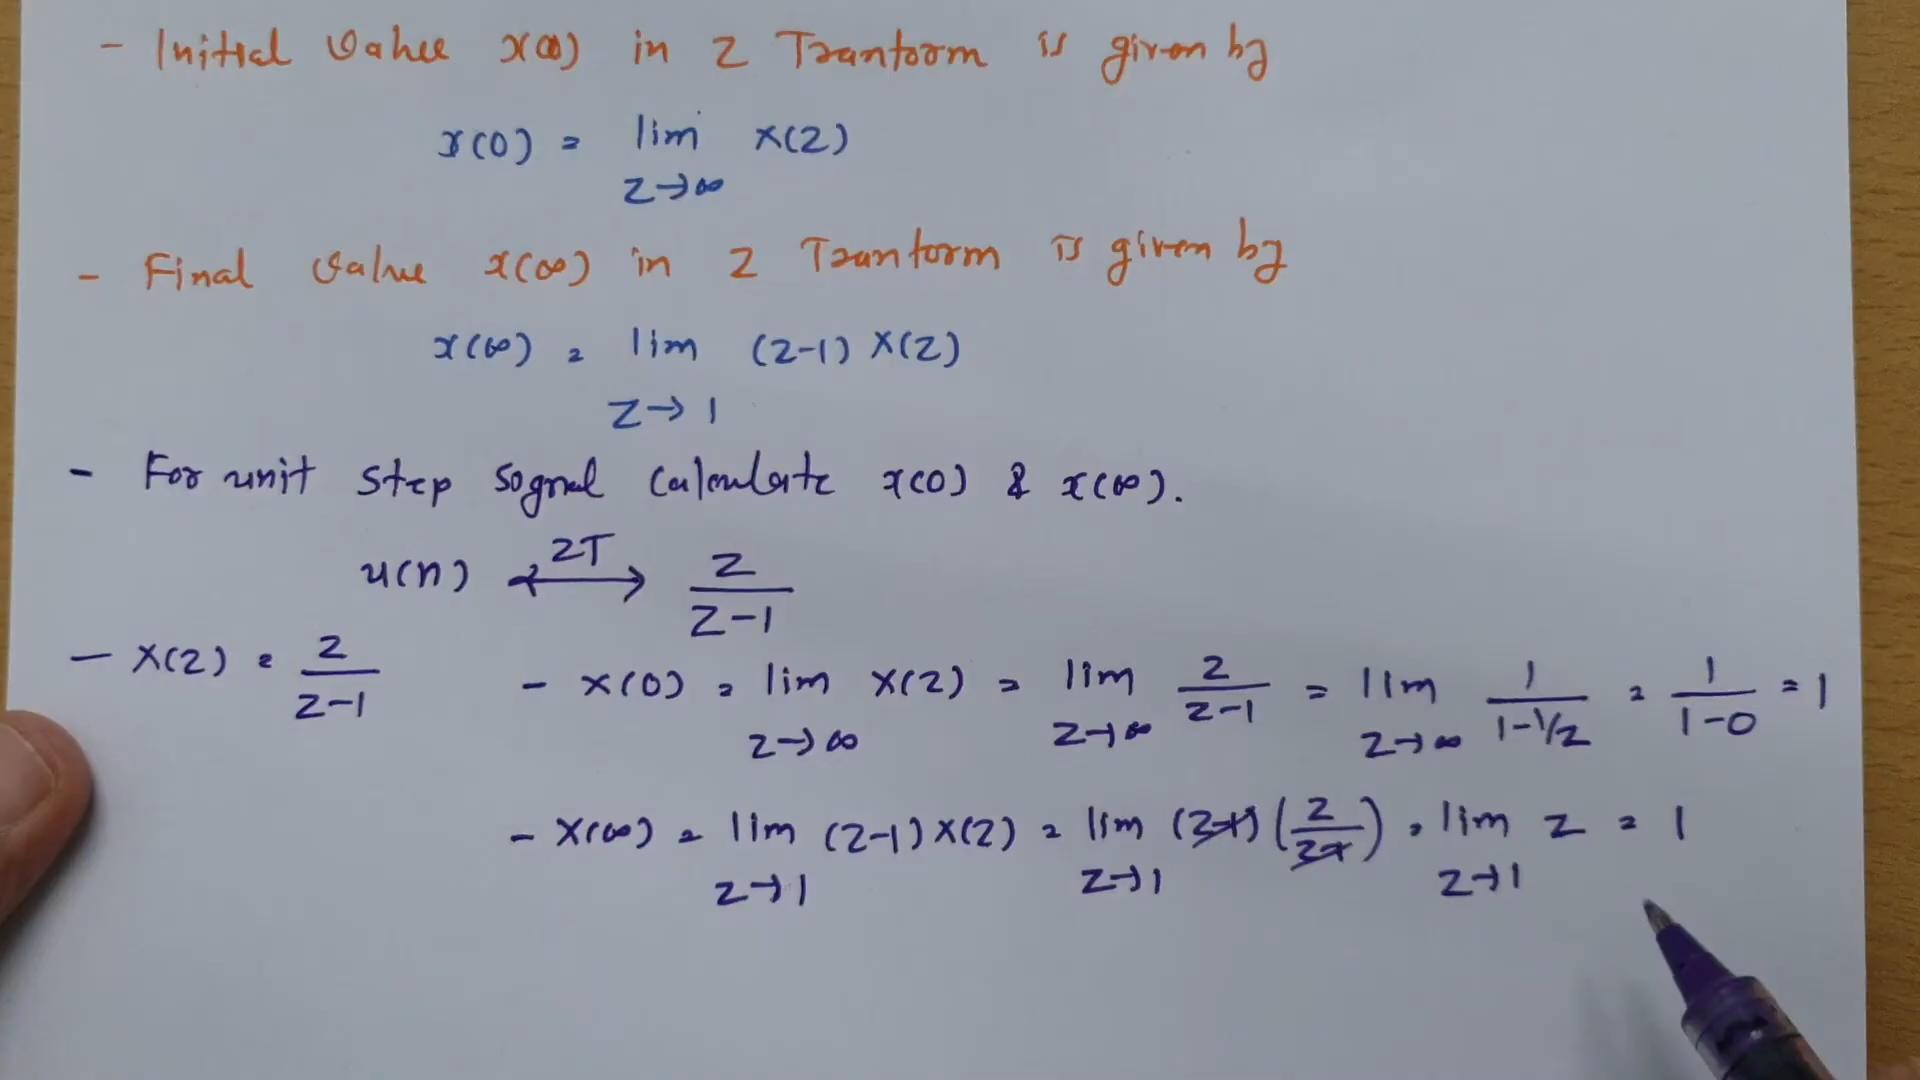 - Initial value x(0) in Z Transform is given by
x(0) = lim X(Z)
Z→∞
- Final value x(∞) in Z Transform is given by
x(∞) = lim (Z-1) X(Z)
Z→1
- For unit step signal calculate x(0) & x(∞).
u(n) ←ZT→ Z/(Z-1)
- X(Z) = Z/(Z-1)
- x(0) = lim X(Z) = lim Z/(Z-1) = lim 1/(1-1/Z) = 1/(1-0) = 1
Z→∞ Z→∞ Z→∞
- x(∞) = lim (Z-1) X(Z) = lim (Z-1) (Z/(Z-1)) = lim Z = 1
Z→1 Z→1 Z→1